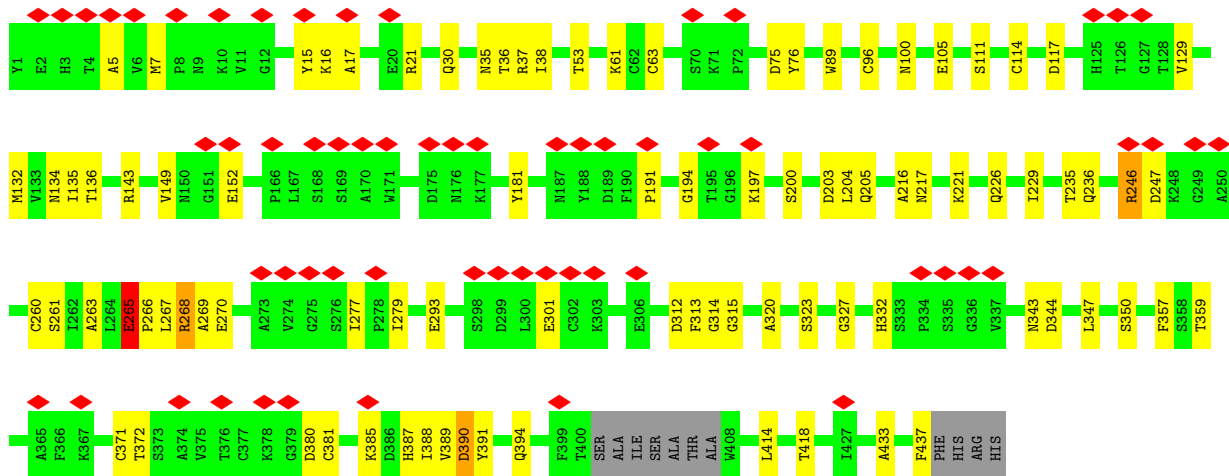 Y1 E2 H3 T4 A5 V6 M7 P8 N9 K10 V11 G12 Y15 K16 A17 E20 R21 Q30 N35 T36 R37 I38 T53 K61 C62 C63 S70 K71 P72 D75 Y76 W89 C96 N100 E105 S111 C114 D117 H125 T126 G127 T128 V129
M132 V133 N134 I135 T136 R143 V149 N150 G151 E152 P166 L167 S168 S169 A170 W171 D175 N176 K177 Y181 N187 Y188 D189 F190 P191 G194 T195 G196 K197 S200 D203 L204 Q205 A216 N217 K221 Q226 I229 T235 Q236 R246 D247 K248 G249 A250
C260 S261 I262 A263 L264 E265 P266 L267 R268 A269 E270 A273 V274 G275 S276 I277 P278 I279 E293 S298 D299 L300 E301 C302 K303 E306 D312 F313 G314 G315 A320 S323 G327 H332 S333 P334 S335 G336 V337 N343 D344 L347 S350 F357 S358 T359
A365 F366 K367 C371 T372 S373 A374 V375 T376 C377 K378 G379 D380 C381 K385 D386 H387 I388 V389 D390 Y391 Q394 F399 T400 SER ALA ILE SER ALA THR ALA W408 L414 T418 I427 A433 F437 PHE HIS ARG HIS